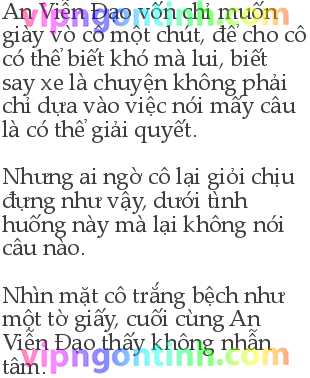 An Viễn Đạo vốn chỉ muốn
giày vò cô một chút, để cho cô
có thể biết khó mà lui, biết
say xe là chuyện không phải
chỉ dựa vào việc nói mấy câu
là có thể giải quyết.
Nhưng ai ngờ cô lại giỏi chịu
đựng như vậy, dưới tình
huống này mà lại không nói
câu nào.
Nhìn mặt cô trắng bệch như
một tờ giấy, cuối cùng An
Viễn Đạo thấy không nhẫn
tâm.
vipngontinh.com
vipngontinh.com
vipngontinh.com